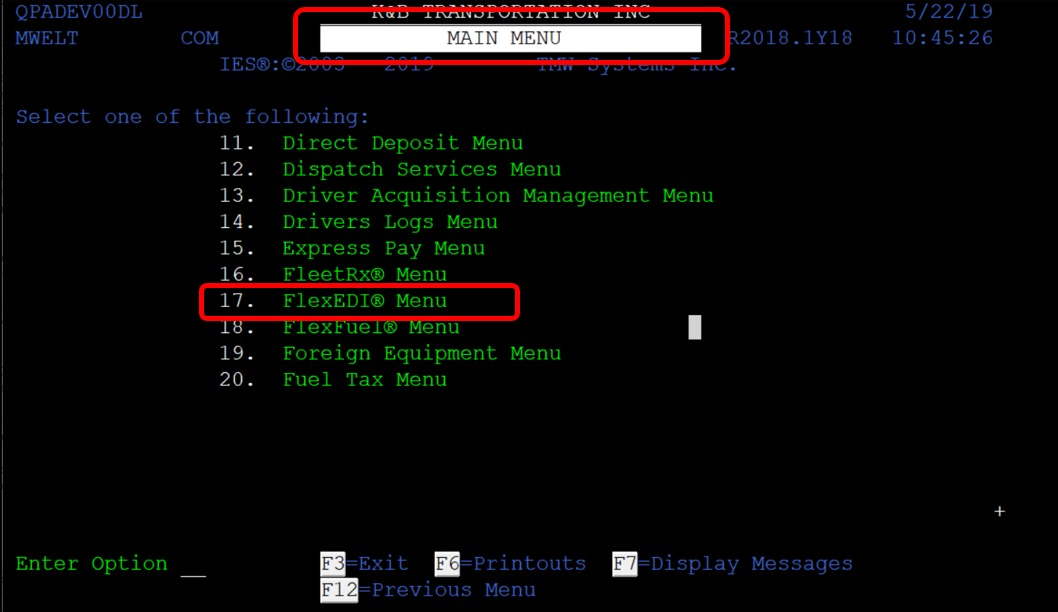 QPADEV00DL K&B TRANSPORTATION INC 5/22/19
MWELT COM MAIN MENU R2018.1Y18 10:45:26
IES®:©2003 2019 TMW Systems Inc.
Select one of the following:
11. Direct Deposit Menu
12. Dispatch Services Menu
13. Driver Acquisition Management Menu
14. Drivers Logs Menu
15. Express Pay Menu
16. FleetRx® Menu
17. FlexEDI® Menu
18. FlexFuel® Menu
19. Foreign Equipment Menu
20. Fuel Tax Menu
+
Enter Option __ F3=Exit F6=Printouts F7=Display Messages
F12=Previous Menu